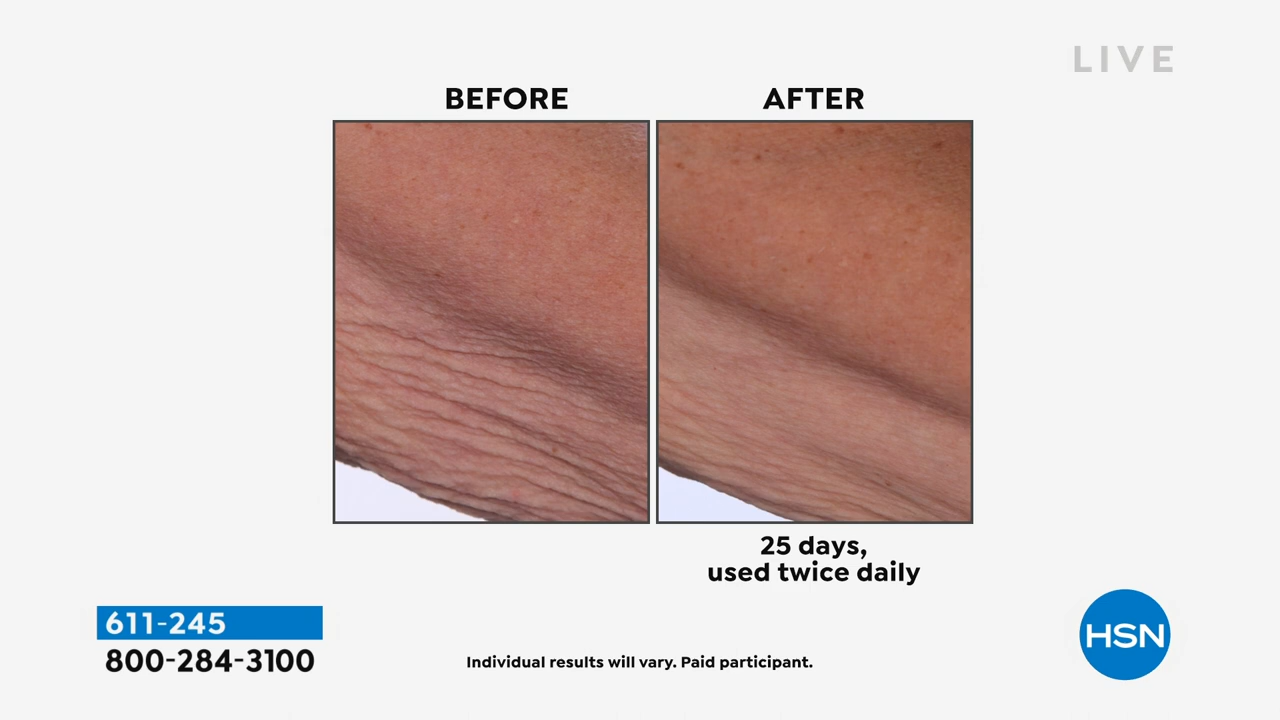 LIVE
BEFORE
AFTER
25 days,
used twice daily
611-245
800-284-3100
Individual results will vary. Paid participant.
HSN